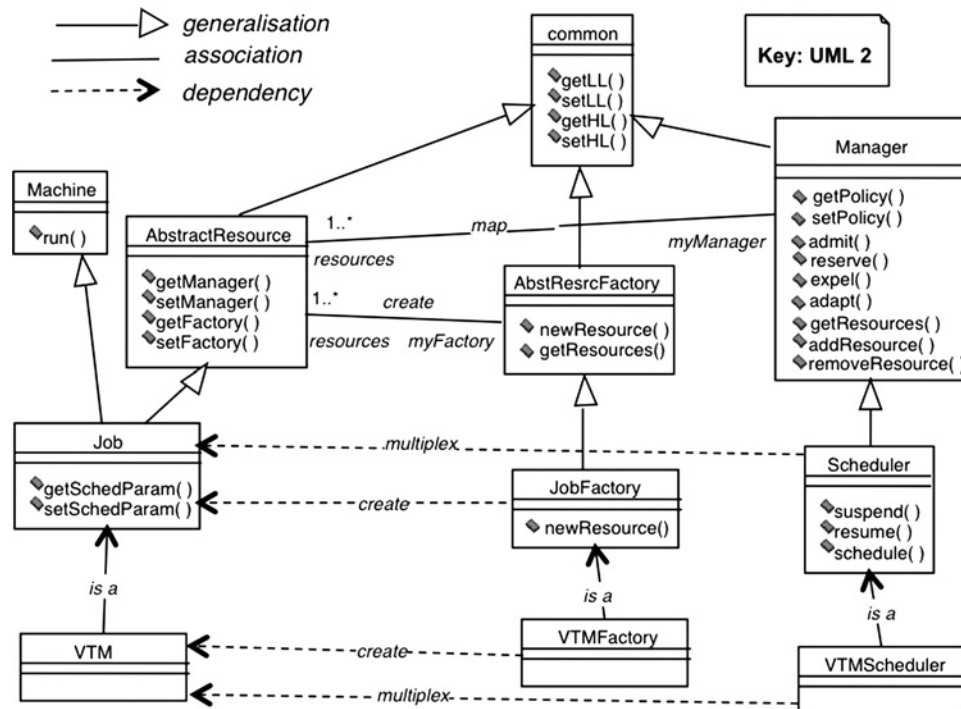 generalisation
association
dependency
common
getLL( )
setLL( )
getHL( )
setHL( )
Key: UML 2
Manager
getPolicy( )
setPolicy( )
admit( )
reserve( )
expel( )
adapt( )
getResources( )
addResource( )
removeResource( )
Machine
run( )
AbstractResource
getManager( )
setManager( )
getFactory( )
setFactory( )
1..*
map
resources
myManager
1..*
create
resources
myFactory
AbstResrcFactory
newResource( )
getResources()
Job
getSchedParam( )
setSchedParam( )
multiplex
create
JobFactory
newResource()
Scheduler
suspend( )
resume( )
schedule( )
is a
is a
is a
VTM
create
VTMFactory
multiplex
VTMScheduler